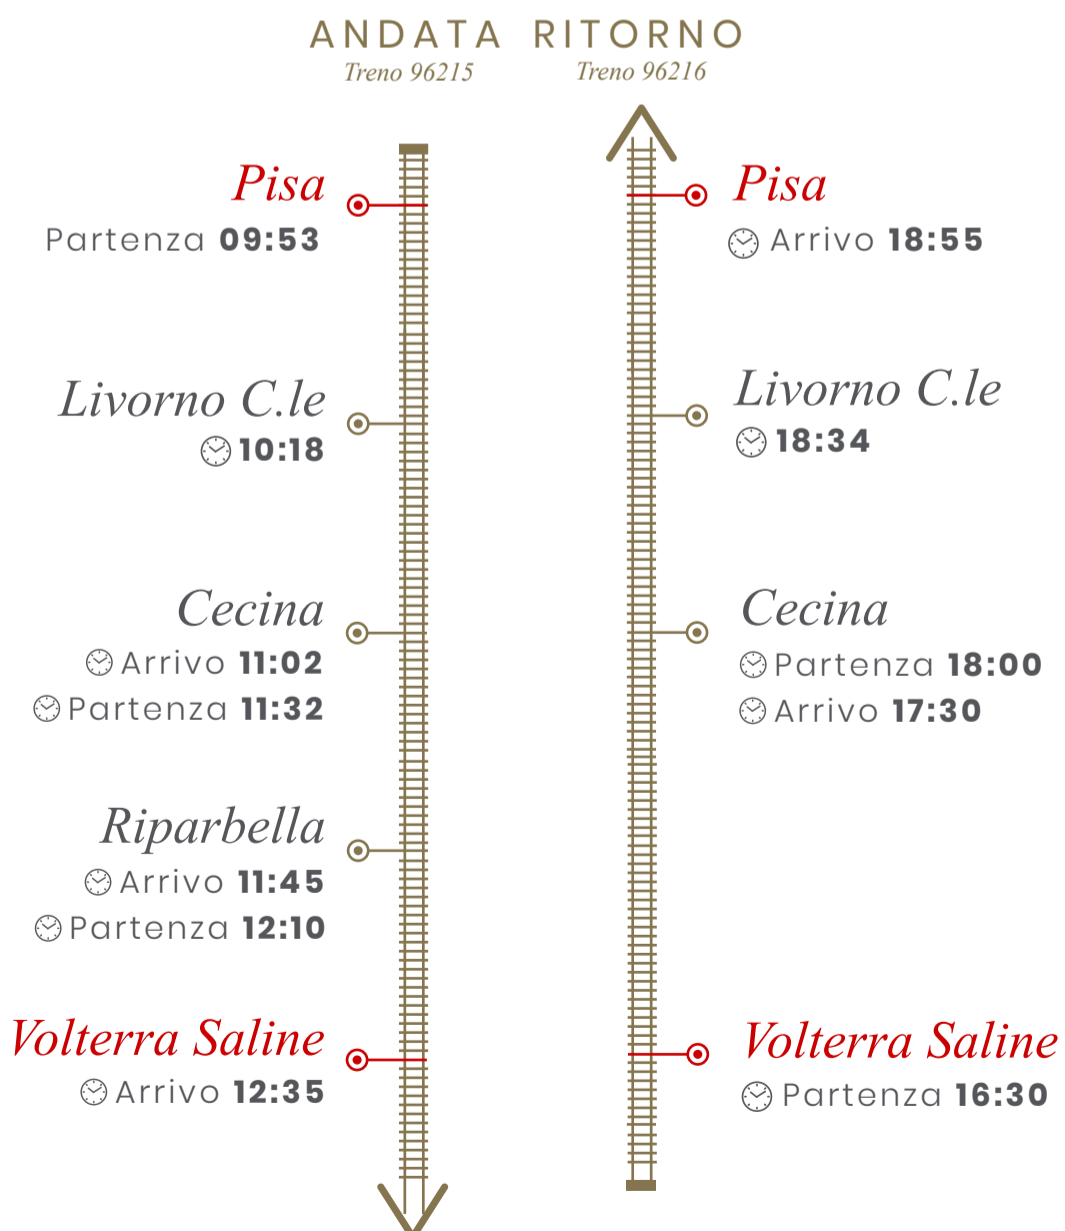 ANDATA
Treno 96215
Pisa
Partenza 09:53
Livorno C.le
10:18
Cecina
Arrivo 11:02
Partenza 11:32
Riparbella
Arrivo 11:45
Partenza 12:10
Volterra Saline
Arrivo 12:35
RITORNO
Treno 96216
Pisa
Arrivo 18:55
Livorno C.le
18:34
Cecina
Partenza 18:00
Arrivo 17:30
Volterra Saline
Partenza 16:30